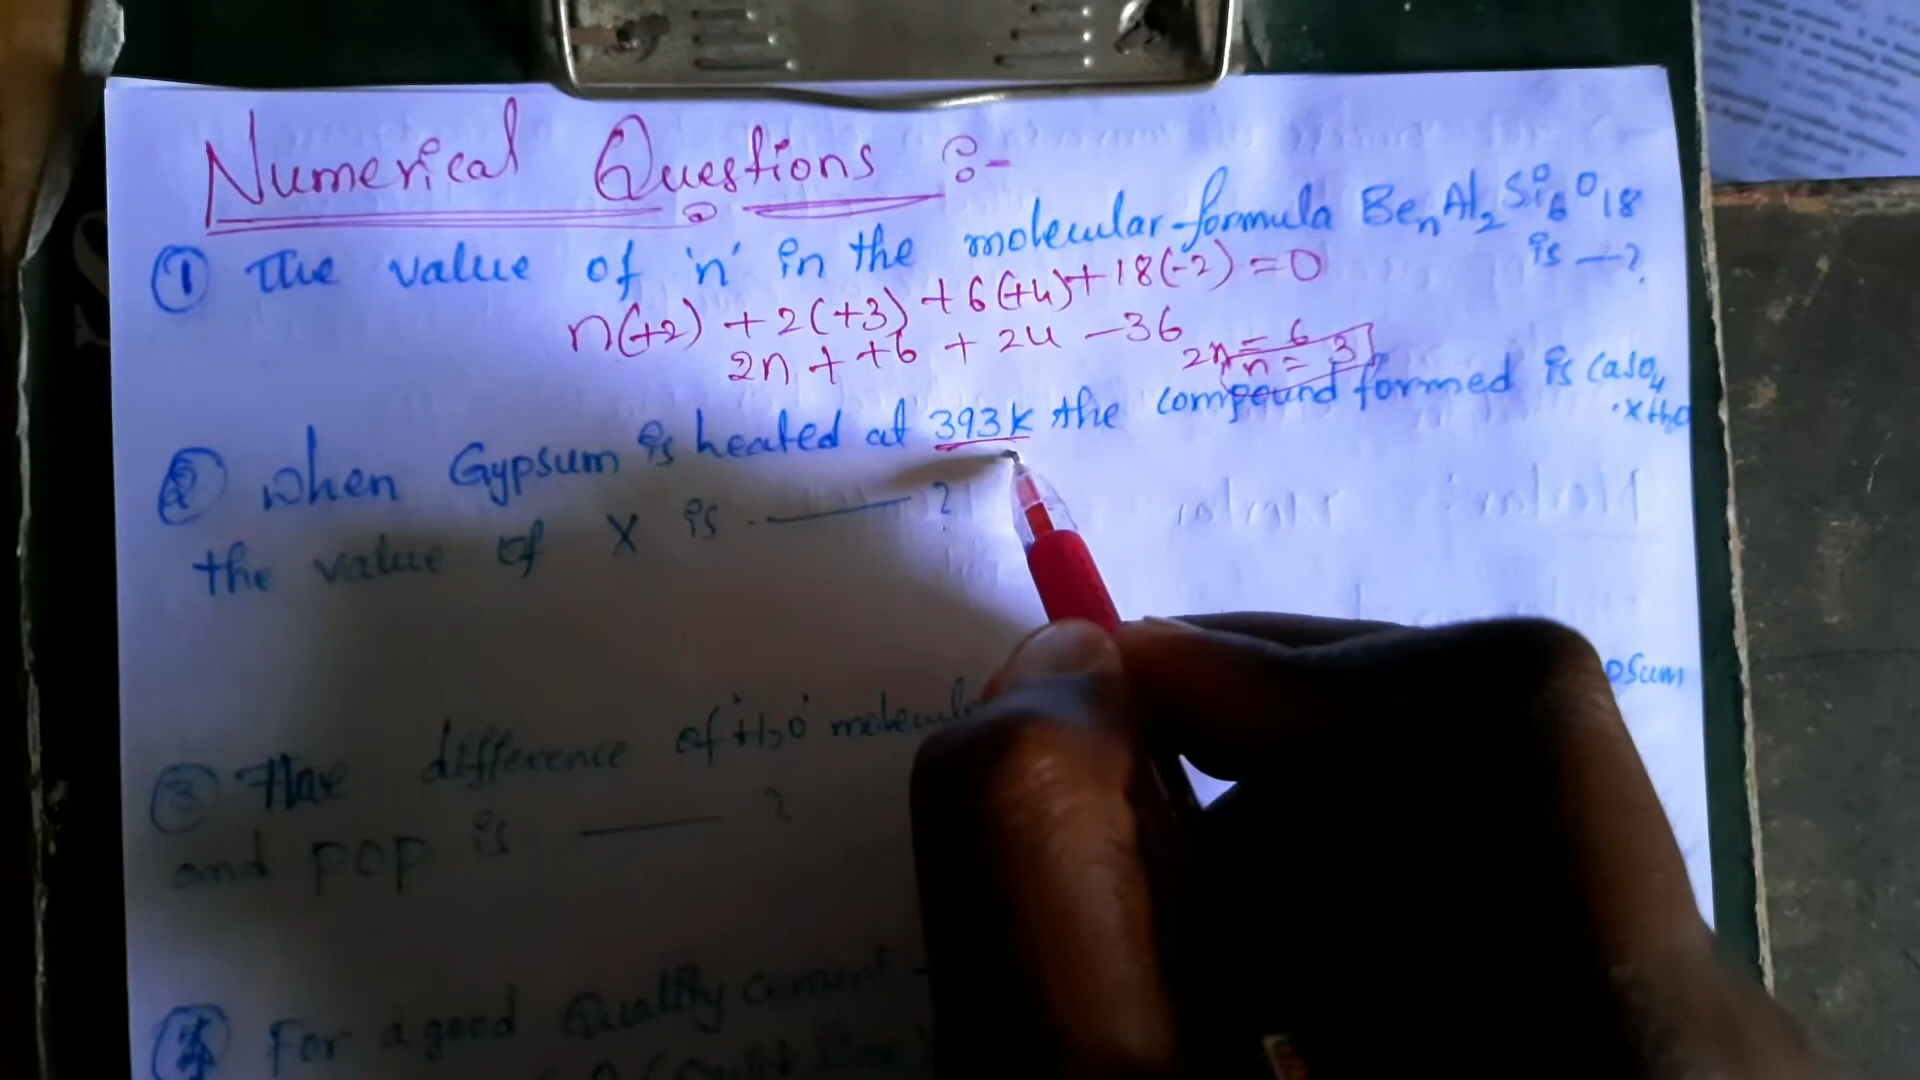 Numerical Questions :-
① The value of 'n' in the molecular formula BenAl2Si6O18
is —?
n(+2) + 2(+3) + 6(+4) + 18(-2) = 0
2n + +6 + 24 -36
2n = 6
n = 3
② When Gypsum is heated at 393K the compound formed is CaSO4
.XH2O
the value of X is ——?
③ The difference of 'H2O' molecule
psum
and pop is ——?
④ For a good Quality cement